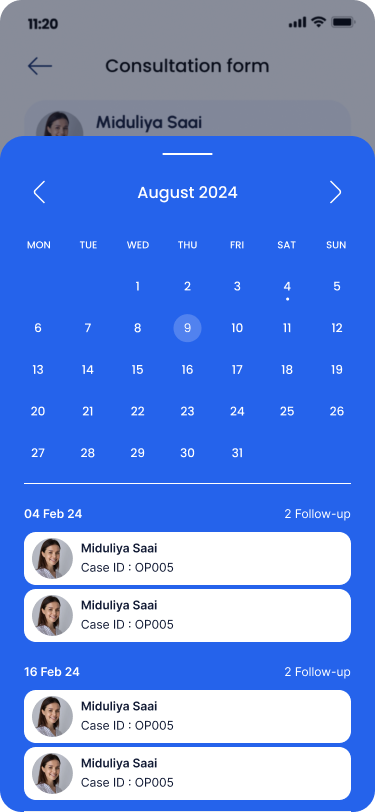 11:20
Consultation form
Miduliya Saai
August 2024
MON TUE WED THU FRI SAT SUN
1 2 3 4 5
6 7 8 9 10 11 12
13 14 15 16 17 18 19
20 21 22 23 24 25 26
27 28 29 30 31
04 Feb 24 2 Follow-up
Miduliya Saai
Case ID : OP005
Miduliya Saai
Case ID : OP005
16 Feb 24 2 Follow-up
Miduliya Saai
Case ID : OP005
Miduliya Saai
Case ID : OP005